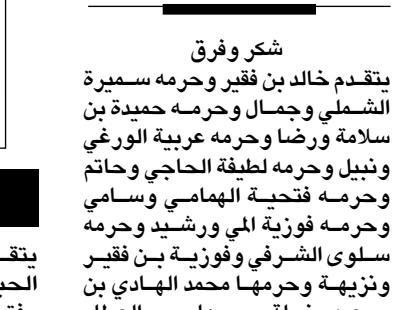 شكر وفرق
يتقدم خالد بن فقير وحرمه سميرة
الشملي وجمال وحرمه حميدة بن
سلامة ورضا وحرمه عربية الورغي
ونبيل وحرمه لطيفة الحاجي وحاتم
وحرمه فتحية الهمامي وسامي
وحرمه فوزية المي ورشيد وحرمه
سلوى الشرفي وفوزية بن فقير
ونزيهة وحرمها محمد الهادي بن
يتقـ
الحبـ